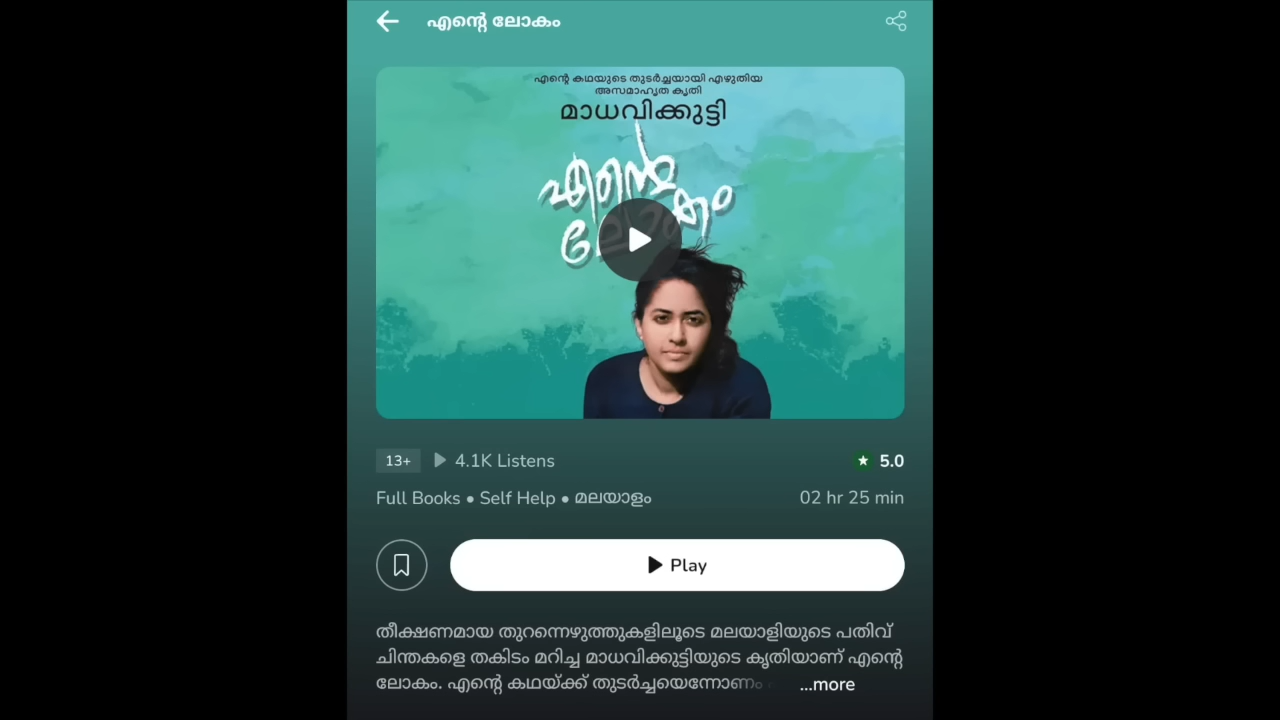 എന്റെ ലോകം
എന്റെ കഥയുടെ തുടർച്ചയായി എഴുതിയ
അസമാഹൃത കൃതി
മാധവിക്കുട്ടി
എന്റെ
ലോകം
13+ 4.1K Listens 5.0
Full Books • Self Help • മലയാളം 02 hr 25 min
Play
തീക്ഷണമായ തുറന്നെഴുത്തുകളിലൂടെ മലയാളിയുടെ പതിവ്
ചിന്തകളെ തകിടം മറിച്ച മാധവിക്കുട്ടിയുടെ കൃതിയാണ് എന്റെ
ലോകം. എന്റെ കഥയ്ക്ക് തുടർച്ചയെന്നോണം ...more